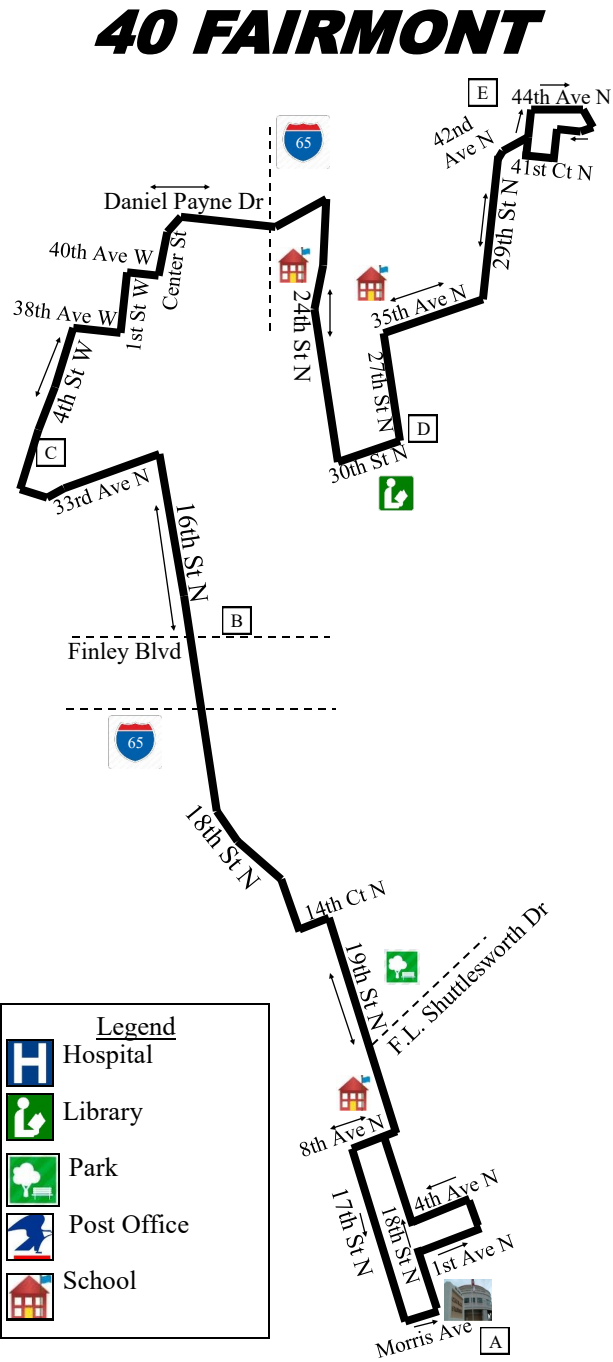 40 FAIRMONT
E
44th Ave N
42nd
Ave N
65
41st Ct N
Daniel Payne Dr
29th St N
40th Ave W
Center St
24th St N
35th Ave N
38th Ave W
1st St W
4th St W
27th St N
D
C
30th St N
33rd Ave N
16th St N
B
Finley Blvd
65
18th St N
14th Ct N
19th St N
F.L. Shuttlesworth Dr
Legend
H Hospital
Library
Park
Post Office
School
8th Ave N
4th Ave N
17th St N
18th St N
1st Ave N
Morris Ave
A